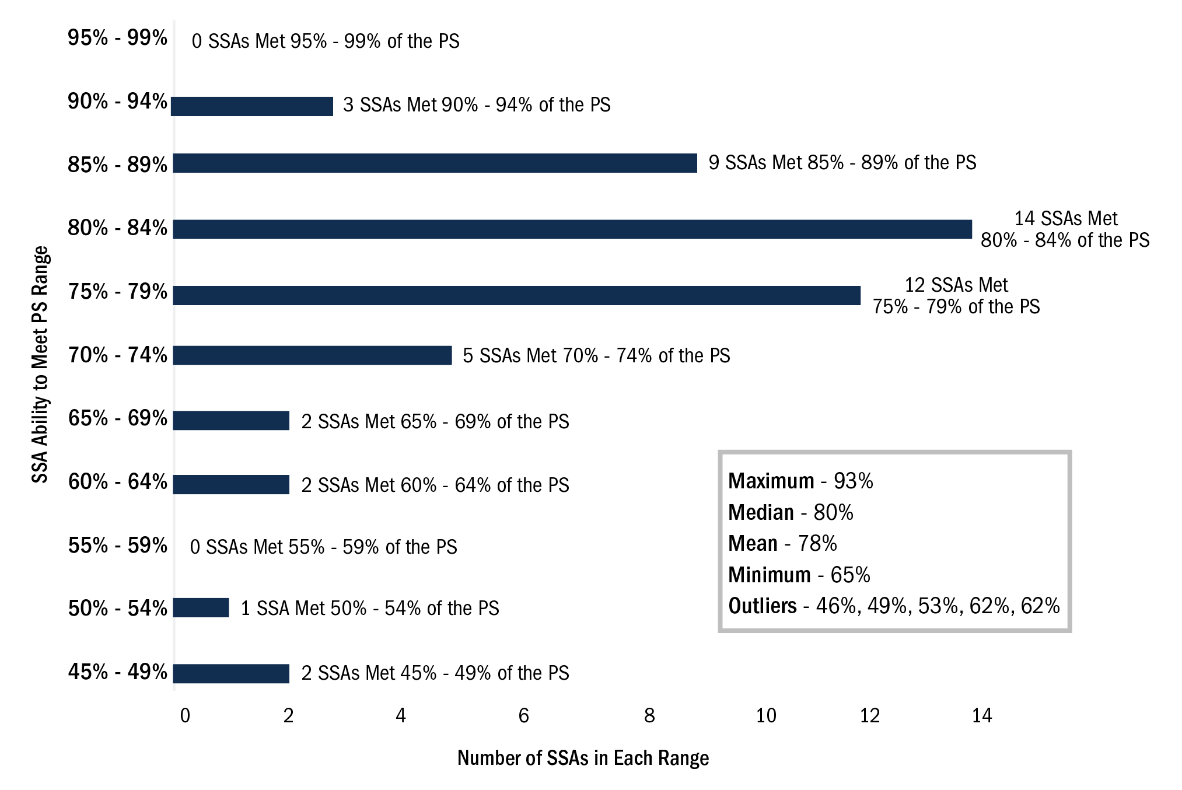 95% - 99%
0 SSAs Met 95% - 99% of the PS
90% - 94%
3 SSAs Met 90% - 94% of the PS
85% - 89%
9 SSAs Met 85% - 89% of the PS
80% - 84%
14 SSAs Met
80% - 84% of the PS
75% - 79%
12 SSAs Met
75% - 79% of the PS
70% - 74%
5 SSAs Met 70% - 74% of the PS
65% - 69%
2 SSAs Met 65% - 69% of the PS
60% - 64%
2 SSAs Met 60% - 64% of the PS
55% - 59%
0 SSAs Met 55% - 59% of the PS
50% - 54%
1 SSA Met 50% - 54% of the PS
45% - 49%
2 SSAs Met 45% - 49% of the PS
SSA Ability to Meet PS Range
Maximum - 93%
Median - 80%
Mean - 78%
Minimum - 65%
Outliers - 46%, 49%, 53%, 62%, 62%
0 2 4 6 8 10 12 14
Number of SSAs in Each Range